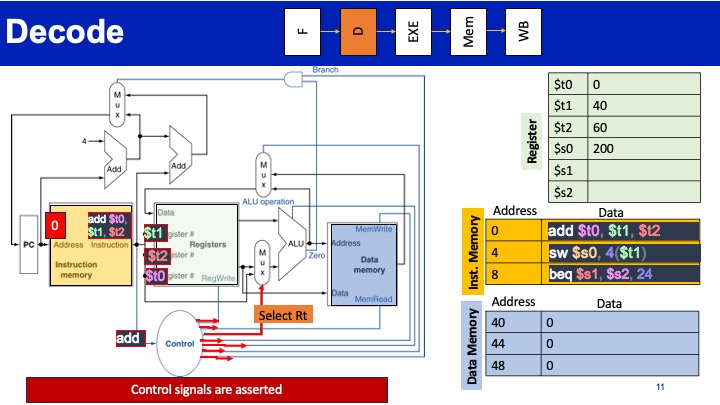 Decode
F
D
EXE
Mem
WB
Branch
M
u
x
4
Add
Add
M
u
x
ALU operation
PC
0
add $t0,
$t1, $t2
Address Instruction
Instruction
memory
Data
$t1 gister #
Registers
$t2 ister #
$t0 ister #
RegWrite
M
u
x
ALU
Zero
MemWrite
Address
Data
memory
Data
MemRead
Select Rt
add
Control
Control signals are asserted
Register
$t0 0
$t1 40
$t2 60
$s0 200
$s1
$s2
Inst. Memory
Address Data
0 add $t0, $t1, $t2
4 sw $s0, 4($t1)
8 beq $s1, $s2, 24
Data Memory
Address Data
40 0
44 0
48 0
11